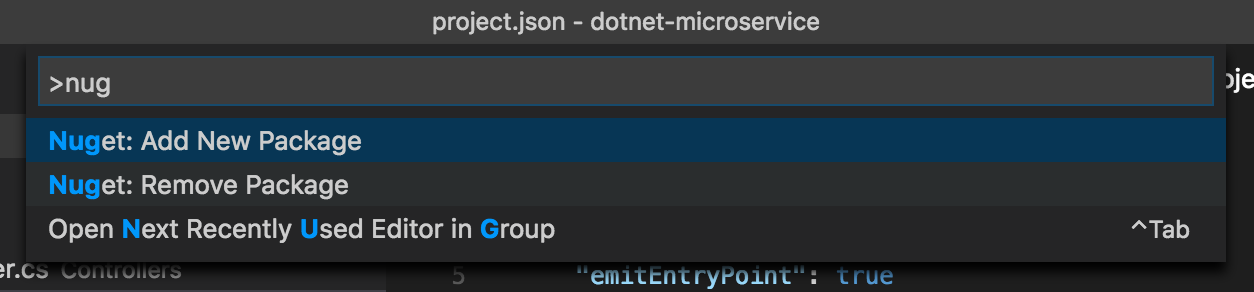 project.json - dotnet-microservice
>nug
Nuget: Add New Package
Nuget: Remove Package
Open Next Recently Used Editor in Group ^Tab
er.cs Controllers
5 "emitEntryPoint": true